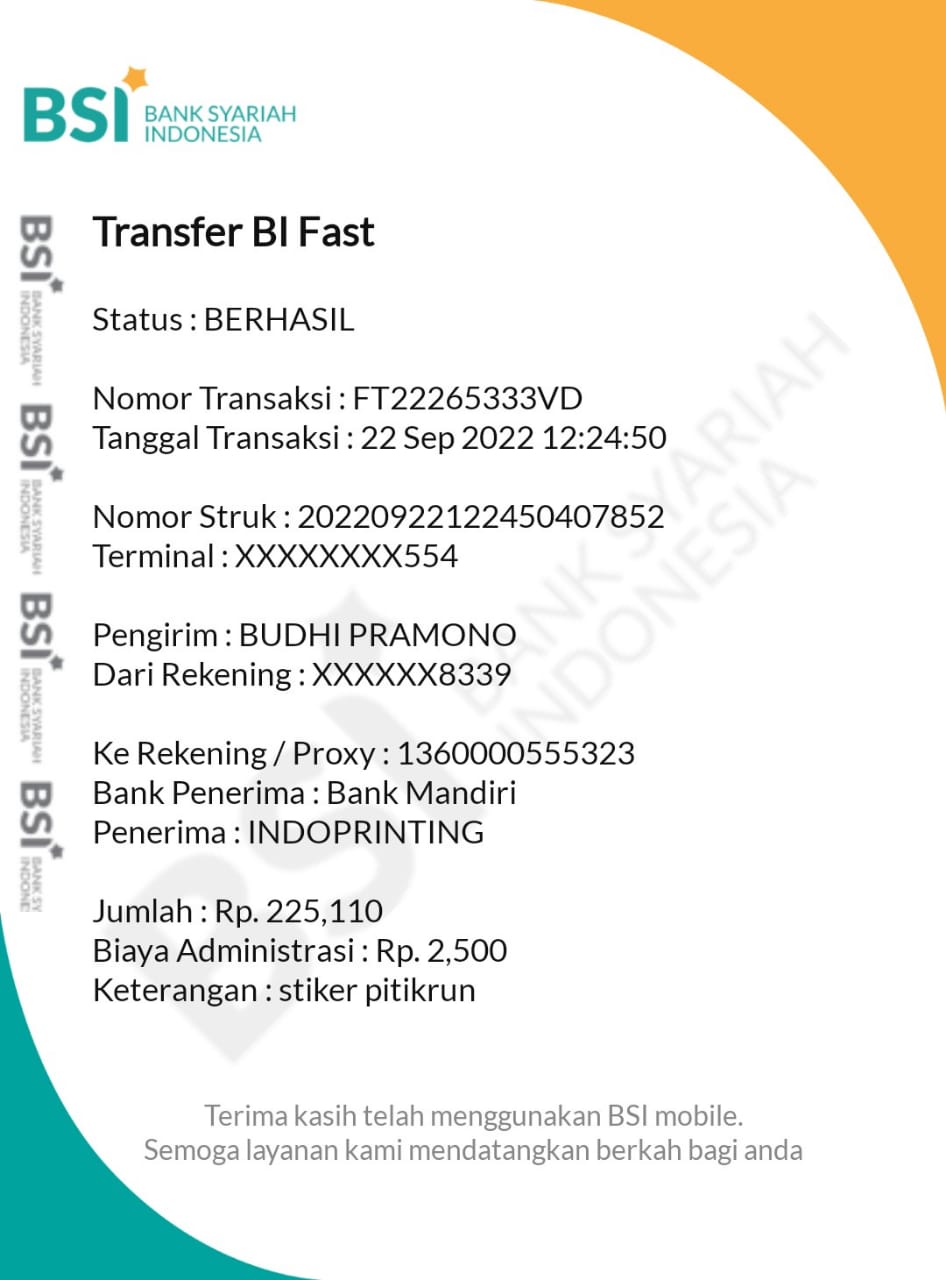 BSI BANK SYARIAH
INDONESIA
Transfer BI Fast
Status : BERHASIL
Nomor Transaksi : FT22265333VD
Tanggal Transaksi : 22 Sep 2022 12:24:50
Nomor Struk : 20220922122450407852
Terminal : XXXXXXXX554
Pengirim : BUDHI PRAMONO
Dari Rekening : XXXXXX8339
Ke Rekening / Proxy : 1360000555323
Bank Penerima : Bank Mandiri
Penerima : INDOPRINTING
Jumlah : Rp. 225,110
Biaya Administrasi : Rp. 2,500
Keterangan : stiker pitikrun
Terima kasih telah menggunakan BSI mobile.
Semoga layanan kami mendatangkan berkah bagi anda
BSI BANK SYARIAH
INDONESIA
BSI BANK SYARIAH
INDONESIA
BSI BANK SYARIAH
INDONESIA
BSI BANK SY
INDONE
BSI BANK SYARIAH
INDONESIA